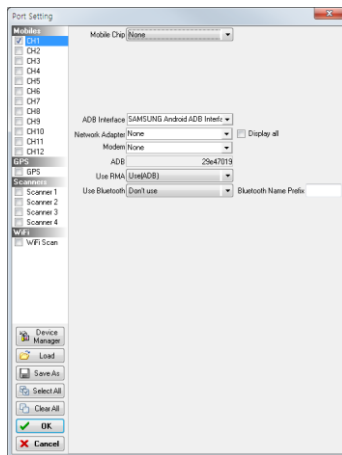 Port Setting
Mobiles
CH1
CH2
CH3
CH4
CH5
CH6
CH7
CH8
CH9
CH10
CH11
CH12
GPS
GPS
Scanners
Scanner 1
Scanner 2
Scanner 3
Scanner 4
WiFi
WiFi Scan
Mobile Chip None
ADB Interface SAMSUNG Android ADB Interfa
Network Adapter None Display all
Modem None
ADB 29e47019
Use RMA Use(ADB)
Use Bluetooth Don't use Bluetooth Name Prefix
Device Manager
Load
Save As
Select All
Clear All
OK
Cancel